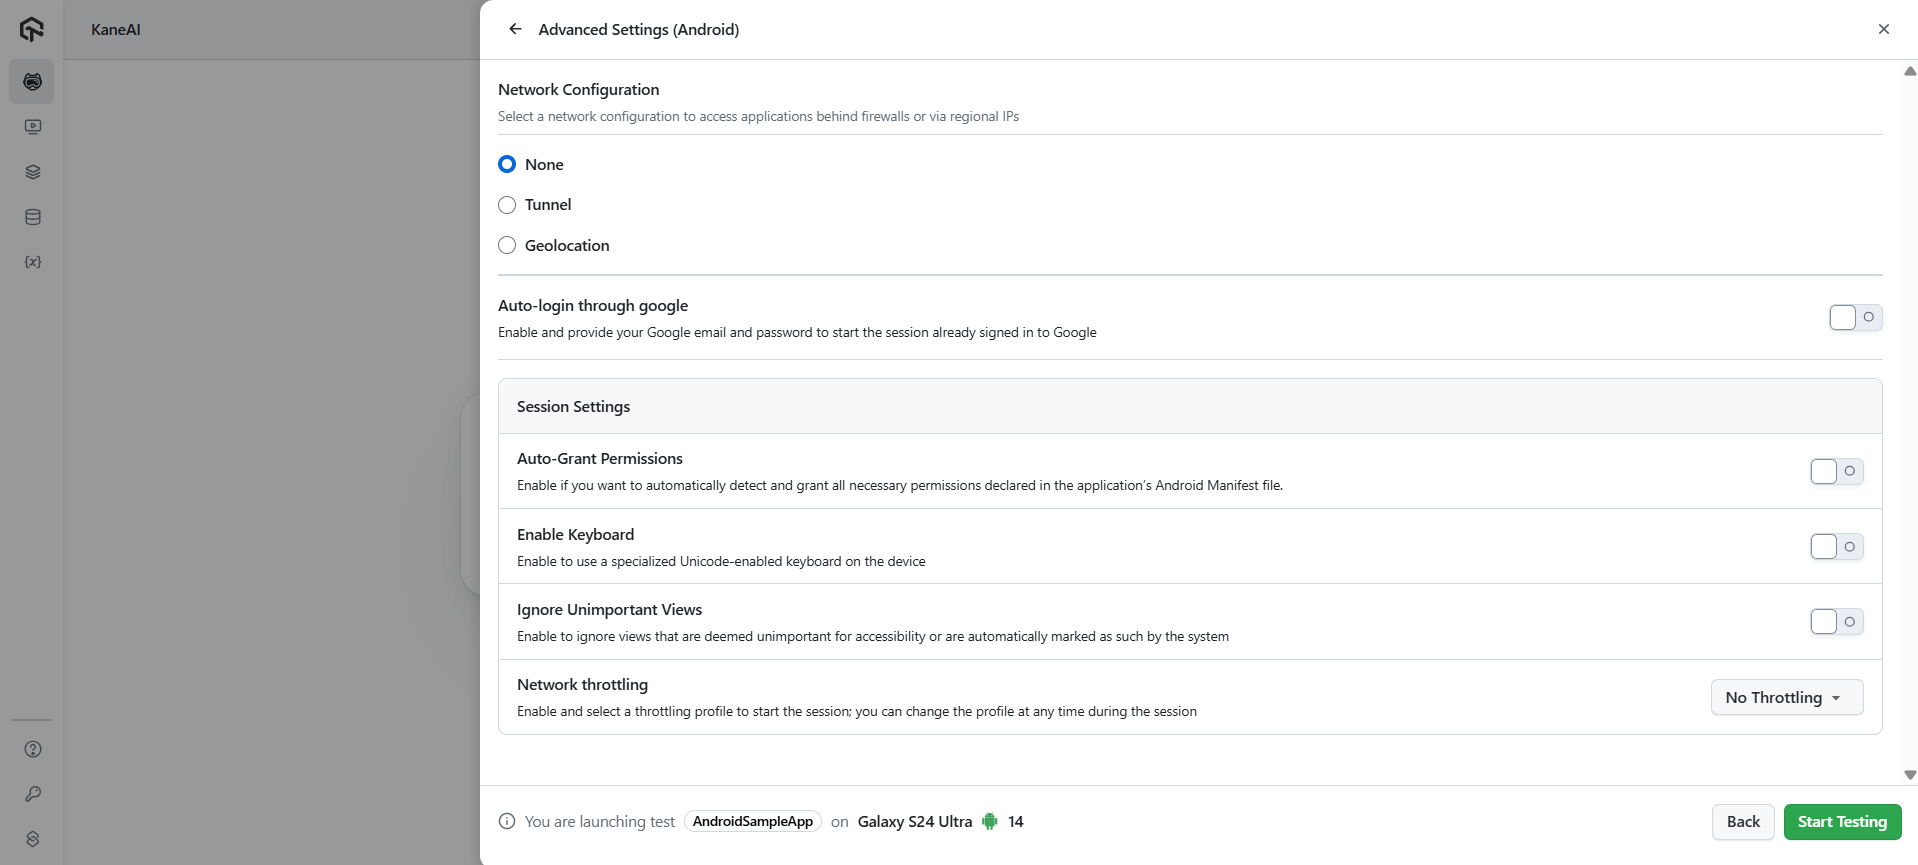 KaneAI
Advanced Settings (Android)
Network Configuration
Select a network configuration to access applications behind firewalls or via regional IPs
None
Tunnel
Geolocation
Auto-login through google
Enable and provide your Google email and password to start the session already signed in to Google
Session Settings
Auto-Grant Permissions
Enable if you want to automatically detect and grant all necessary permissions declared in the application's Android Manifest file.
Enable Keyboard
Enable to use a specialized Unicode-enabled keyboard on the device
Ignore Unimportant Views
Enable to ignore views that are deemed unimportant for accessibility or are automatically marked as such by the system
Network throttling
No Throttling
Enable and select a throttling profile to start the session; you can change the profile at any time during the session
You are launching test AndroidSampleApp on Galaxy S24 Ultra 14
Back
Start Testing
{x}